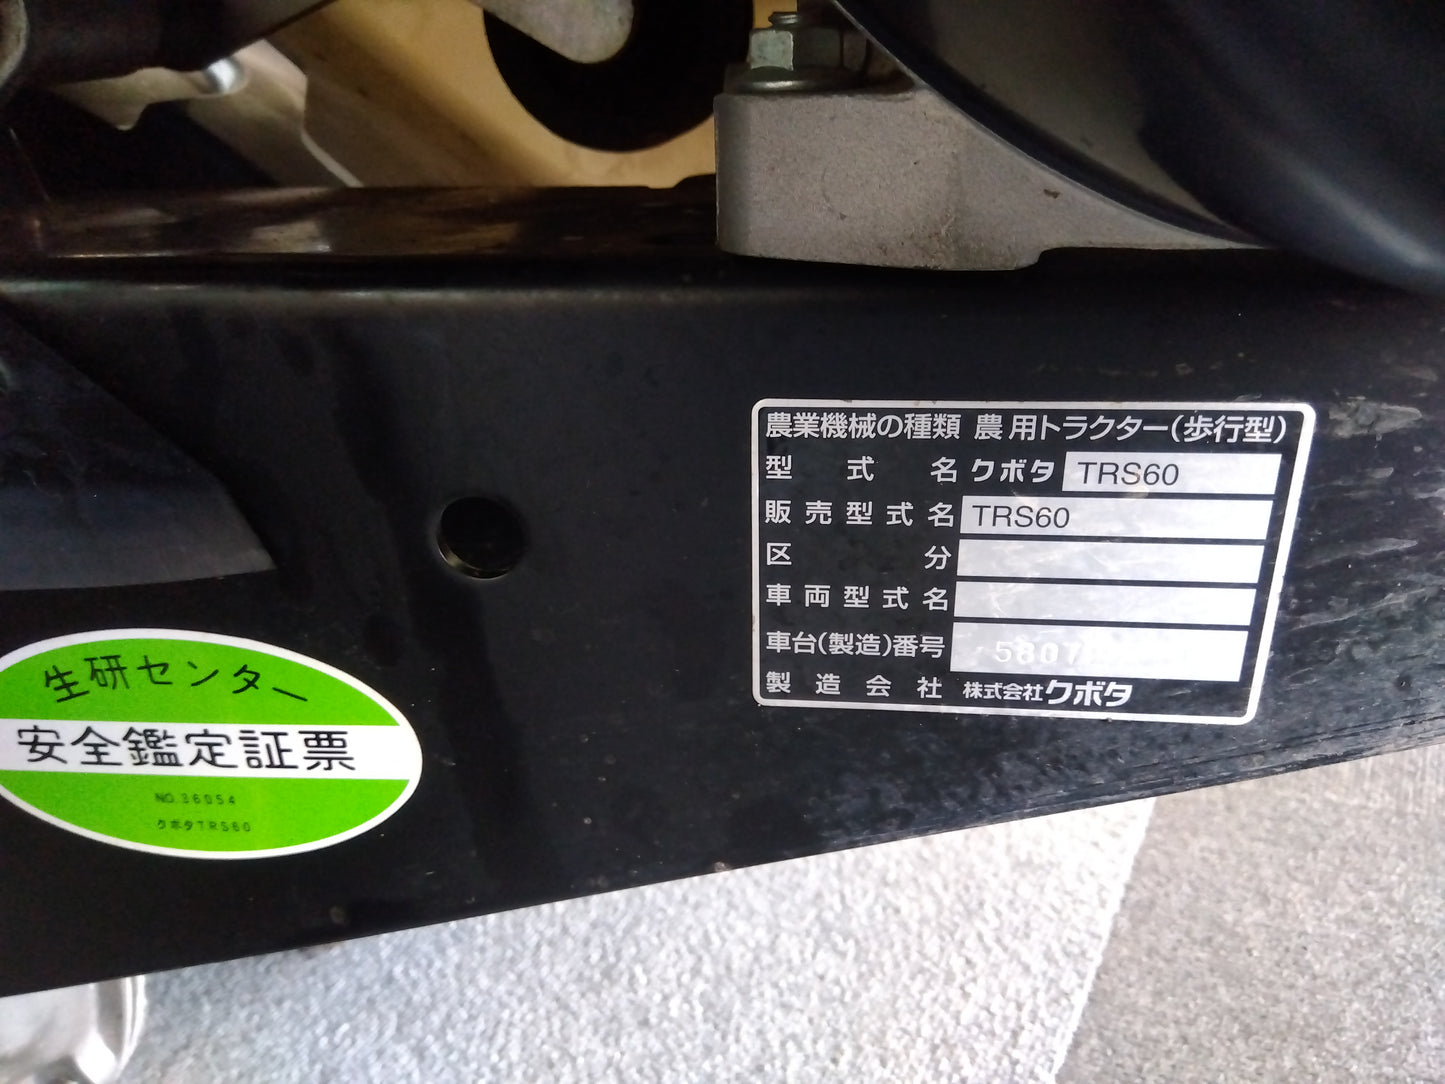 農業機械の種類 農用トラクター(歩行型)
型式名 クボタ TRS60
販売型式名 TRS60
区分
車両型式名
車台(製造)番号
製造会社 株式会社クボタ
生研センター
安全鑑定証票
NO.36054
クボタTRS60